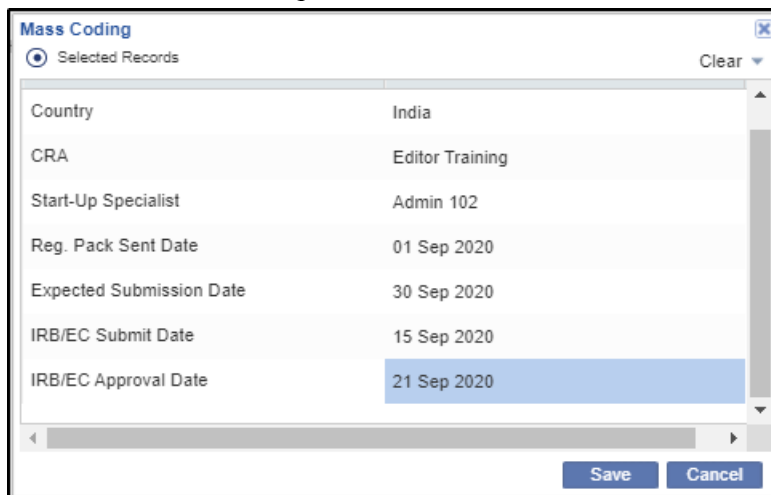 Mass Coding
Selected Records
Clear
Country India
CRA Editor Training
Start-Up Specialist Admin 102
Reg. Pack Sent Date 01 Sep 2020
Expected Submission Date 30 Sep 2020
IRB/EC Submit Date 15 Sep 2020
IRB/EC Approval Date 21 Sep 2020
Save Cancel